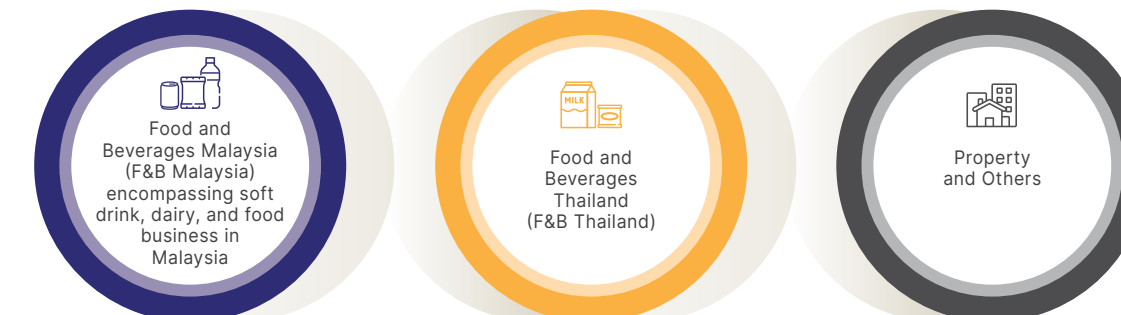 Food and
Beverages Malaysia
(F&B Malaysia)
encompassing soft
drink, dairy, and food
business in
Malaysia
MILK
Food and
Beverages
Thailand
(F&B Thailand)
Property
and Others